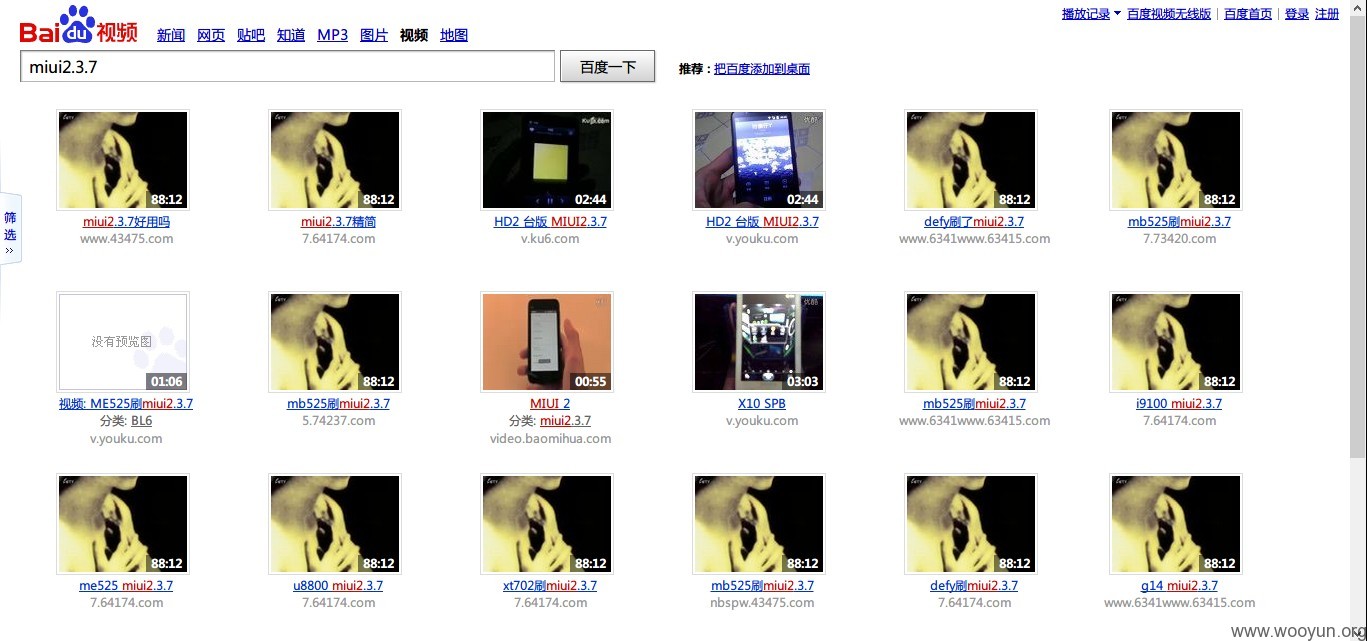 播放记录 百度视频无线版 | 百度首页 | 登录 注册
Baidu视频 新闻 网页 贴吧 知道 MP3 图片 视频 地图
miui2.3.7 百度一下 推荐：把百度添加到桌面
筛选 >>
88:12 88:12 02:44 02:44 88:12 88:12
miui2.3.7好用吗 miui2.3.7精简 HD2 台版 MIUI2.3.7 HD2 台版 MIUI2.3.7 defy刷了miui2.3.7 mb525刷miui2.3.7
www.43475.com 7.64174.com v.ku6.com v.youku.com www.6341www.63415.com 7.73420.com
没有预览图
01:06 88:12 00:55 03:03 88:12 88:12
视频: ME525刷miui2.3.7 mb525刷miui2.3.7 MIUI 2 X10 SPB mb525刷miui2.3.7 i9100 miui2.3.7
分类: BL6 5.74237.com 分类: miui2.3.7 v.youku.com www.6341www.63415.com 7.64174.com
v.youku.com video.baomihua.com
88:12 88:12 88:12 88:12 88:12 88:12
me525 miui2.3.7 u8800 miui2.3.7 xt702刷miui2.3.7 mb525刷miui2.3.7 defy刷miui2.3.7 g14 miui2.3.7
7.64174.com 7.64174.com 7.64174.com nbspw.43475.com 7.64174.com www.6341www.63415.com
www.wooyun.org